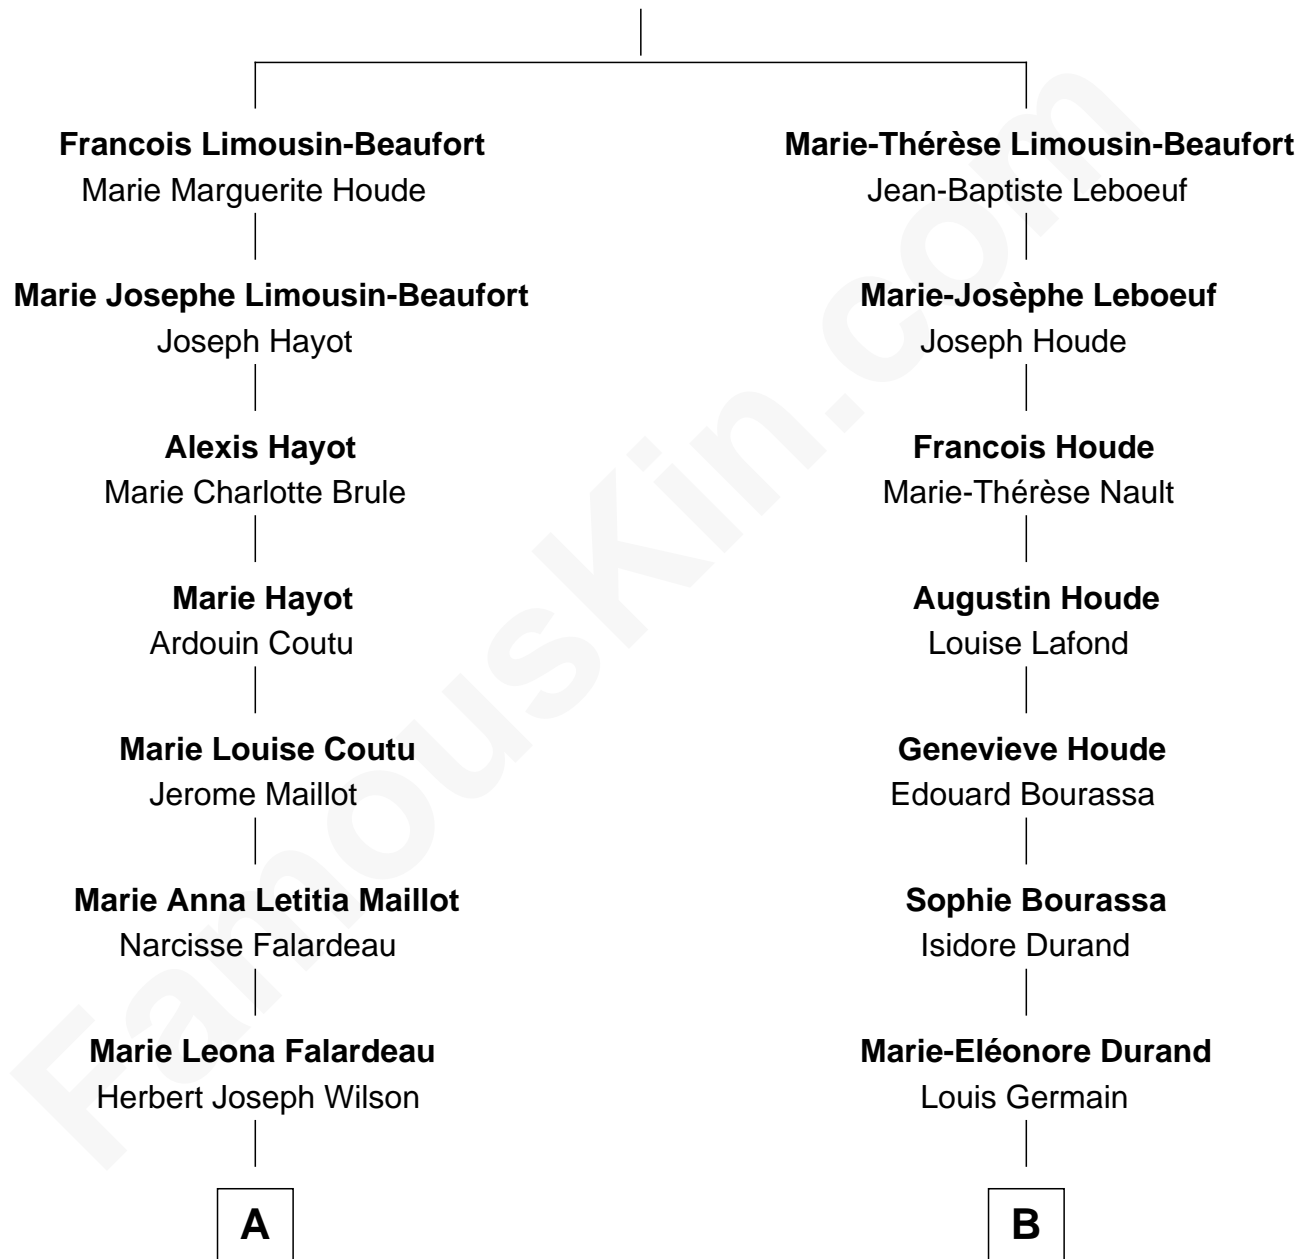 Francois Limousin-Beaufort
Marie Marguerite Houde
Marie Josephe Limousin-Beaufort
Joseph Hayot
Alexis Hayot
Marie Charlotte Brule
Marie Hayot
Ardouin Coutu
Marie Louise Coutu
Jerome Maillot
Marie Anna Letitia Maillot
Narcisse Falardeau
Marie Leona Falardeau
Herbert Joseph Wilson
A
Marie-Thérèse Limousin-Beaufort
Jean-Baptiste Leboeuf
Marie-Josèphe Leboeuf
Joseph Houde
Francois Houde
Marie-Thérèse Nault
Augustin Houde
Louise Lafond
Genevieve Houde
Edouard Bourassa
Sophie Bourassa
Isidore Durand
Marie-Eléonore Durand
Louis Germain
B
FamousKin.com